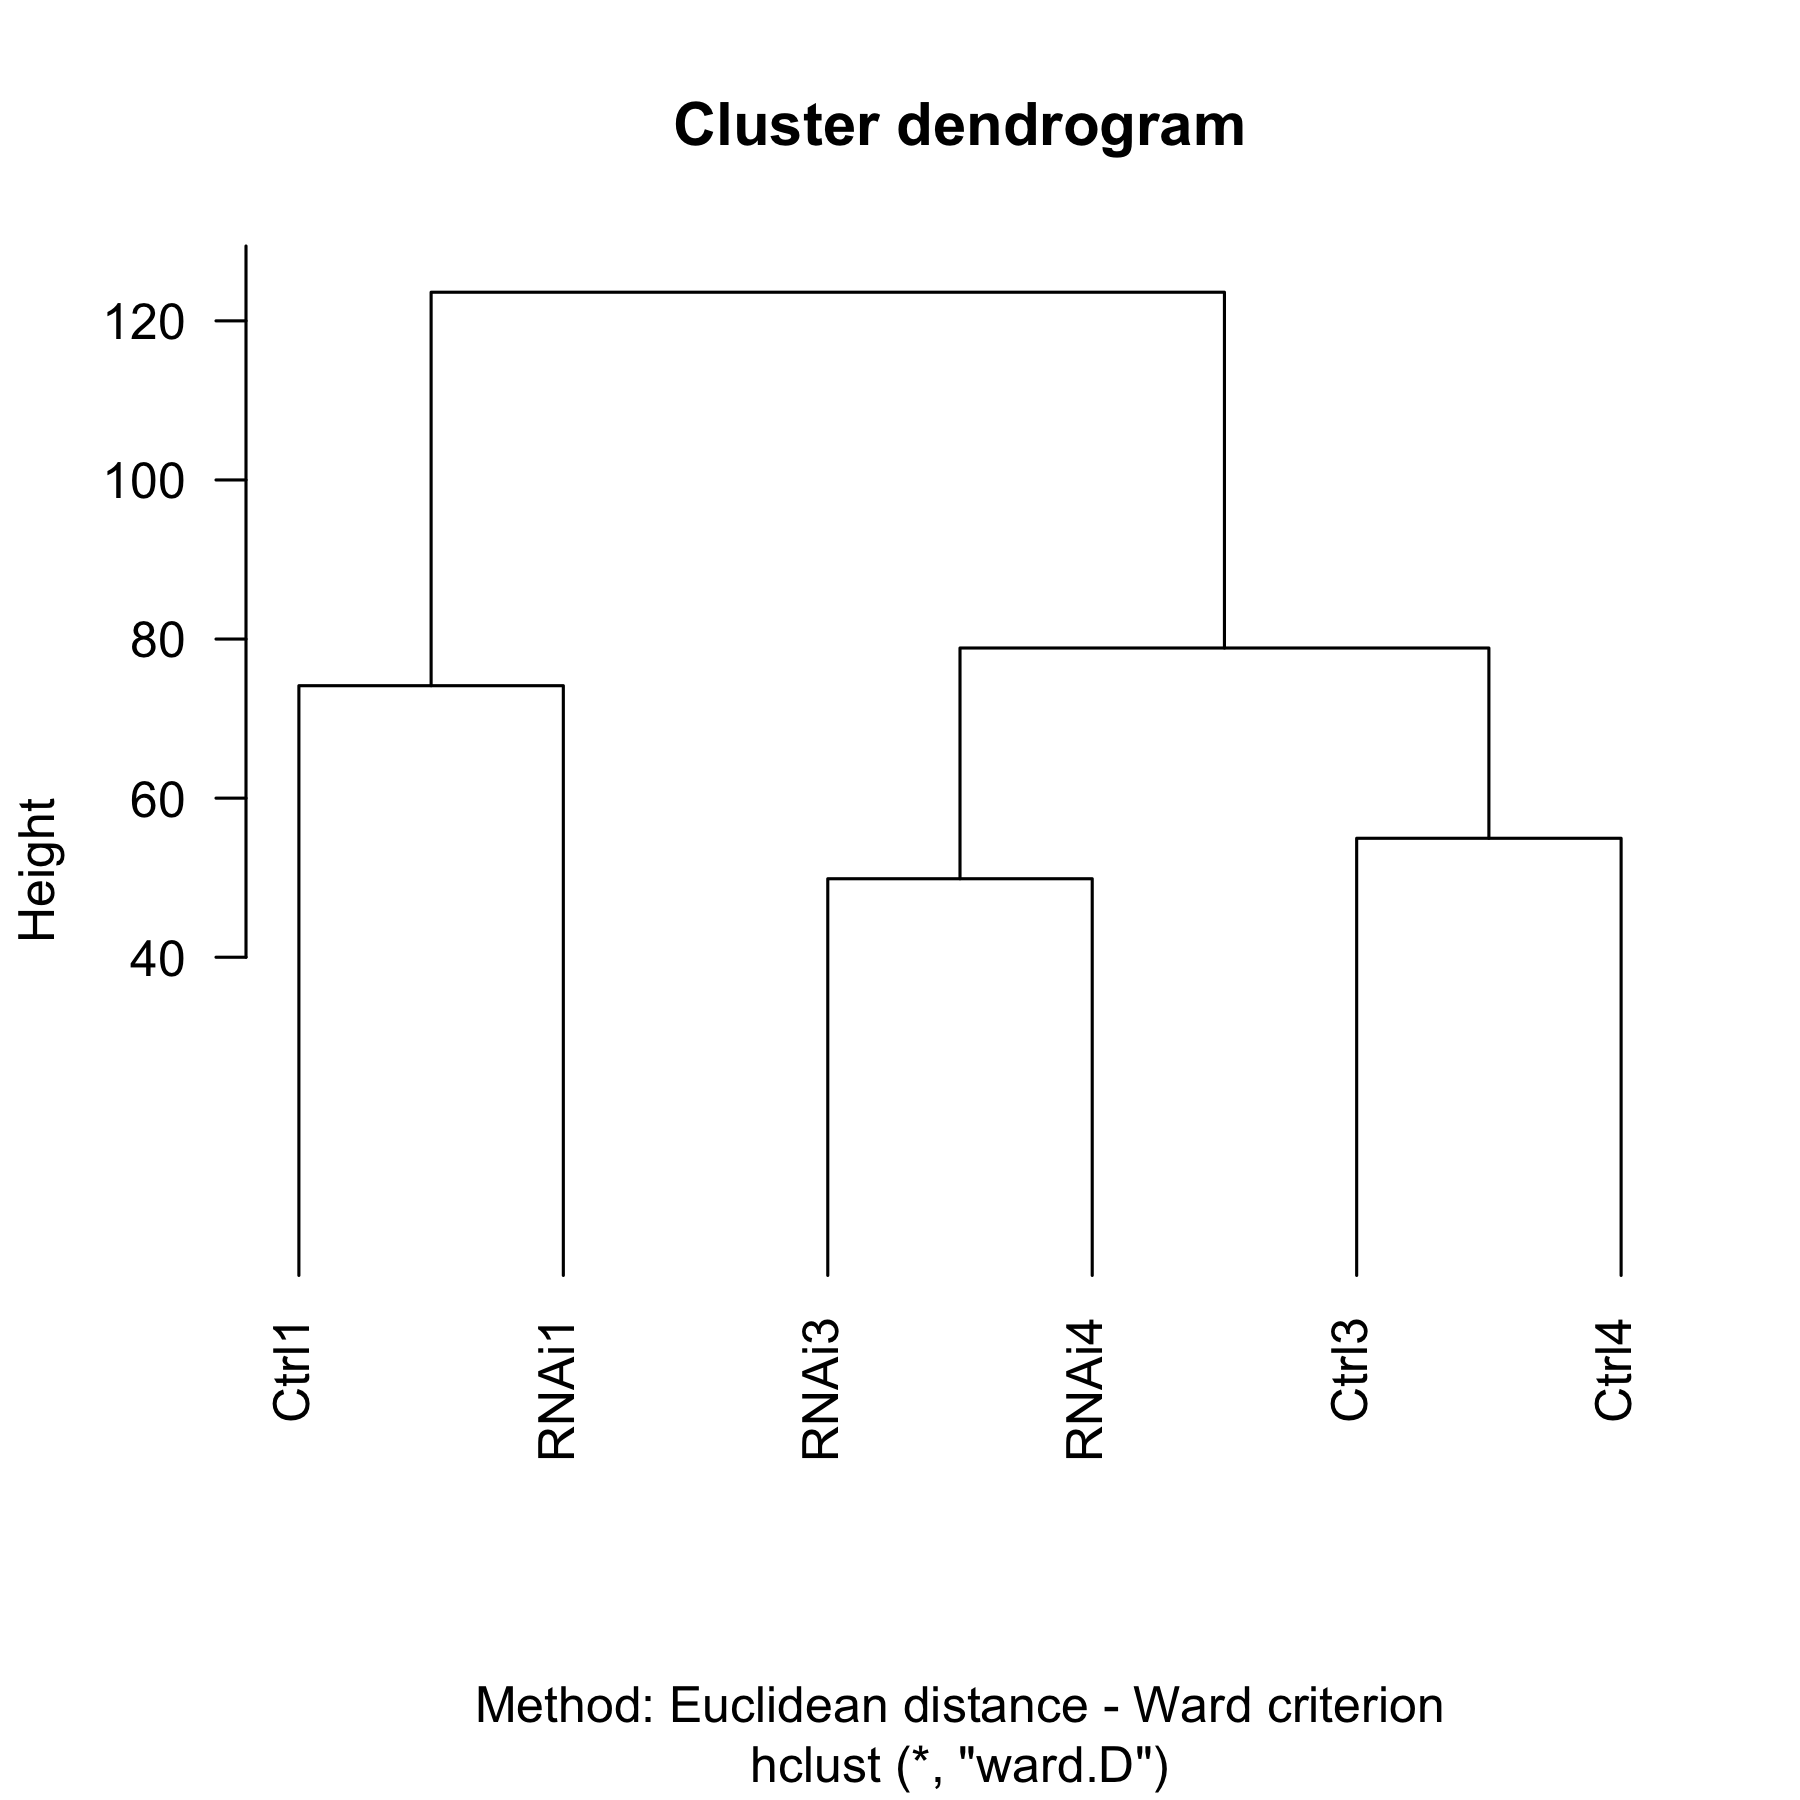 Cluster dendrogram
120
100
80
60
40
Height
Ctrl1
RNAi1
RNAi3
RNAi4
Ctrl3
Ctrl4
Method: Euclidean distance - Ward criterion
hclust (*, "ward.D")